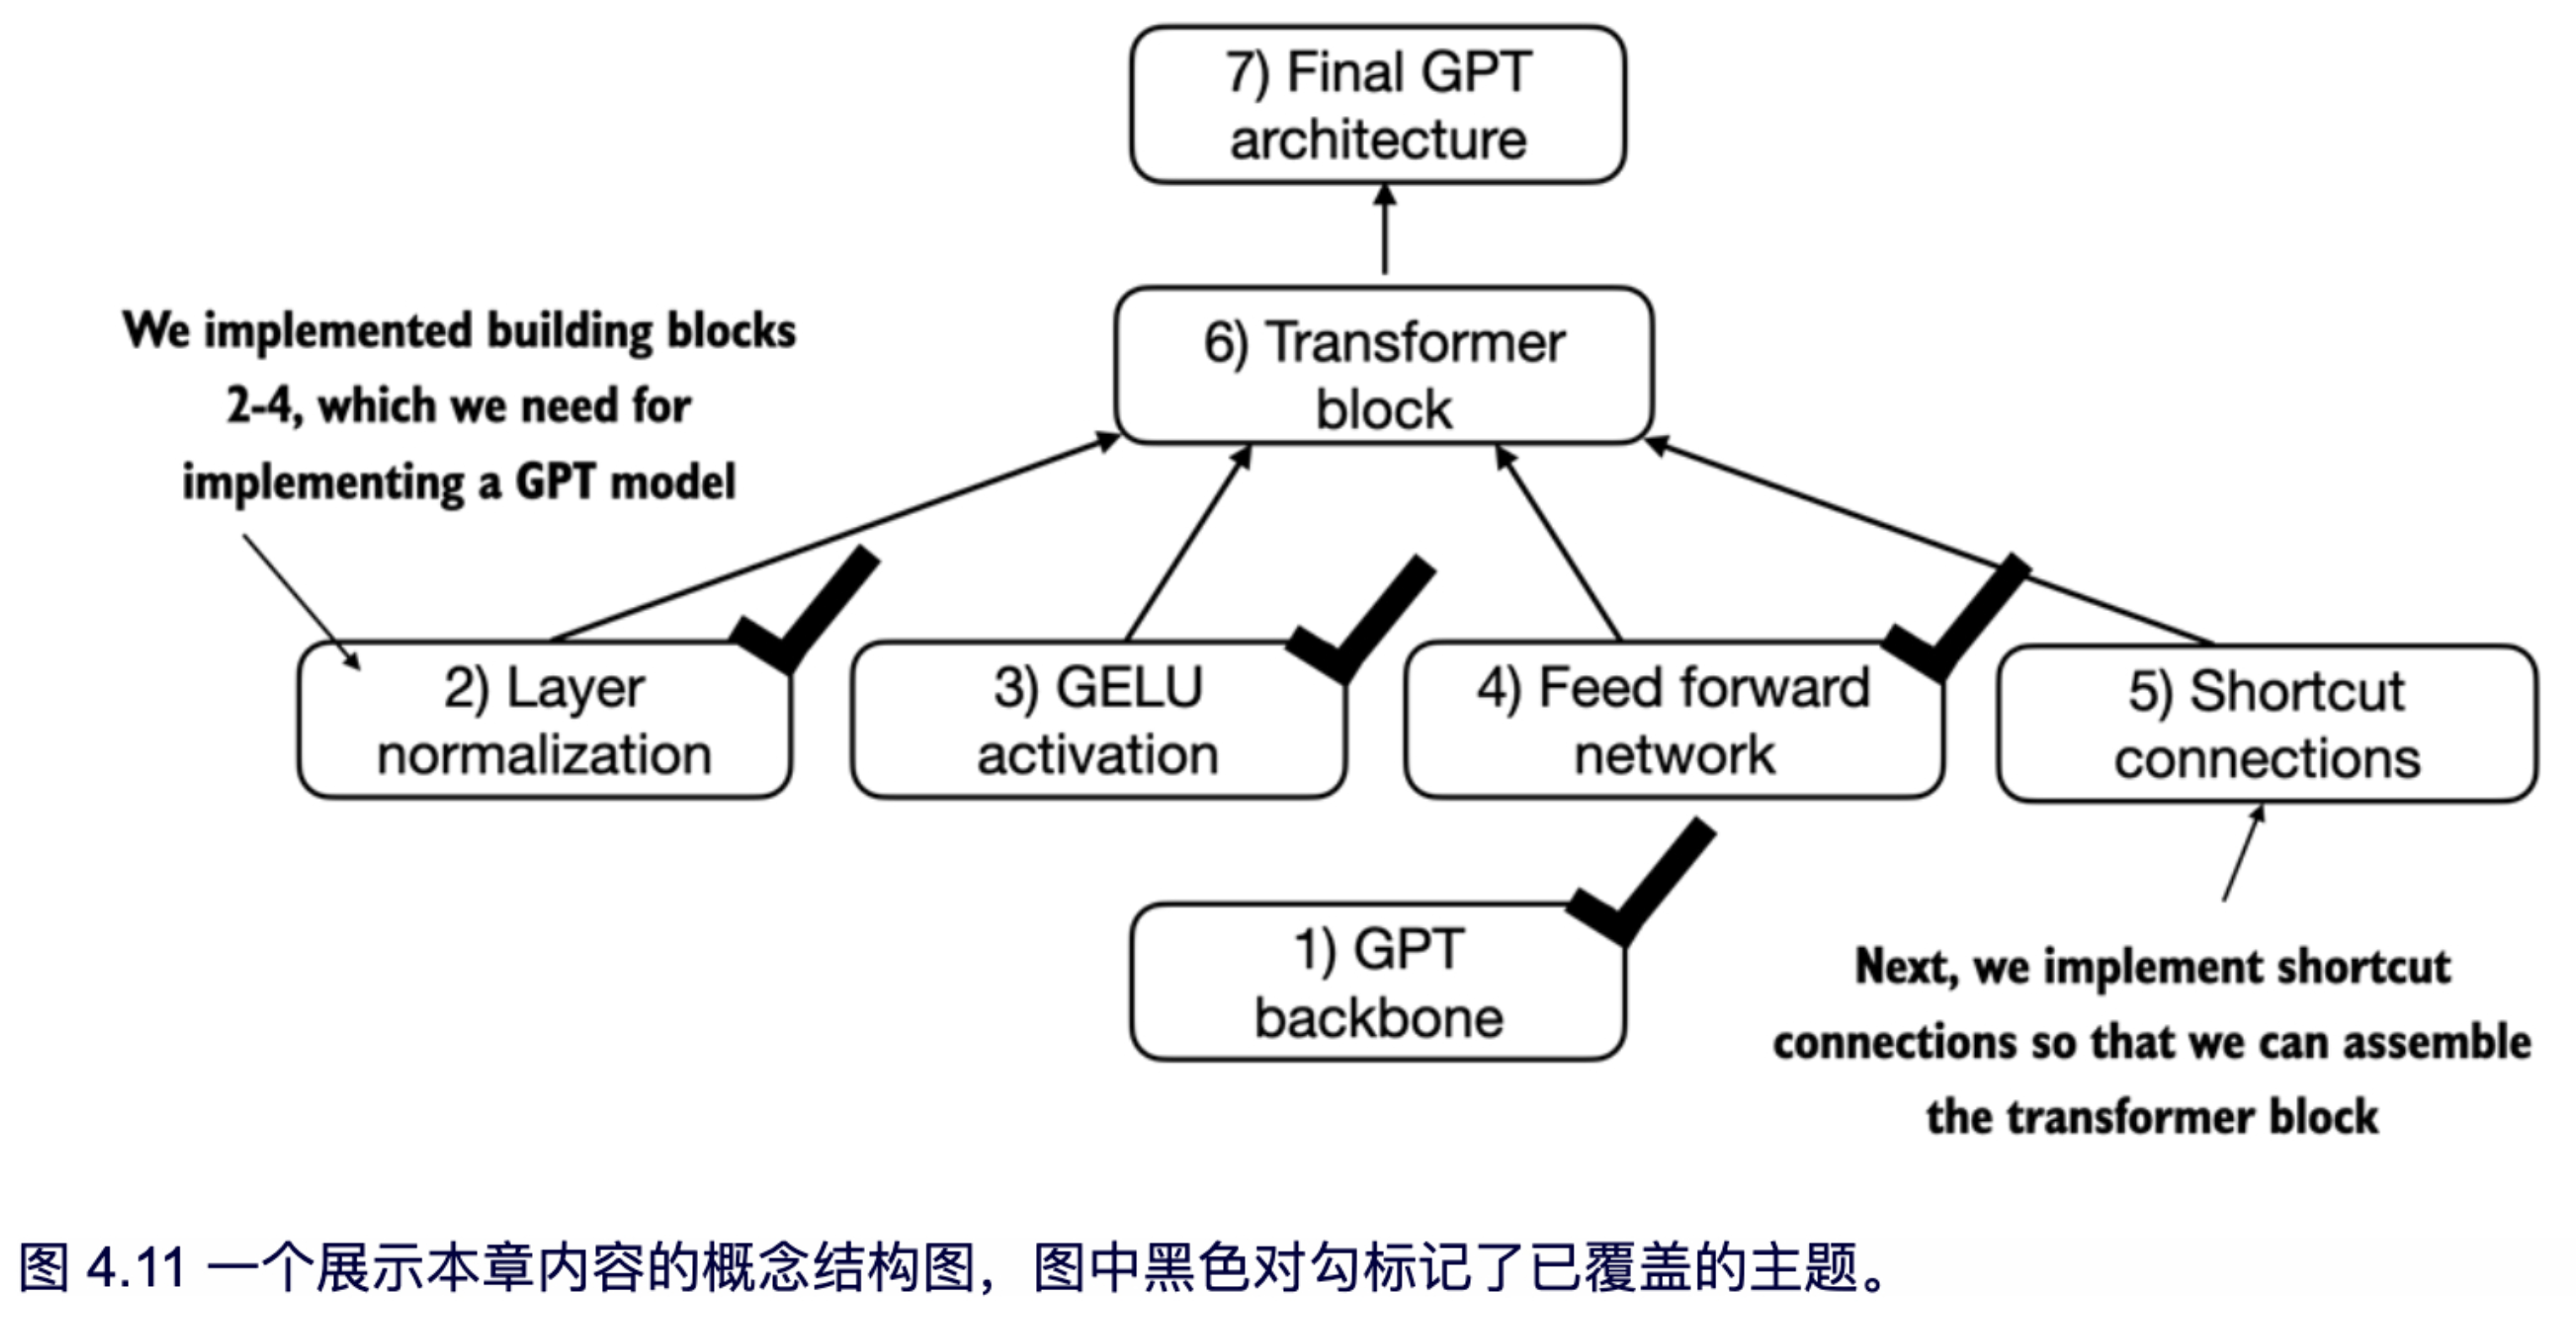 7) Final GPT
architecture
6) Transformer
block
We implemented building blocks
2-4, which we need for
implementing a GPT model
2) Layer
normalization
3) GELU
activation
4) Feed forward
network
5) Shortcut
connections
1) GPT
backbone
Next, we implement shortcut
connections so that we can assemble
the transformer block
图 4.11 一个展示本章内容的概念结构图，图中黑色对勾标记了已覆盖的主题。